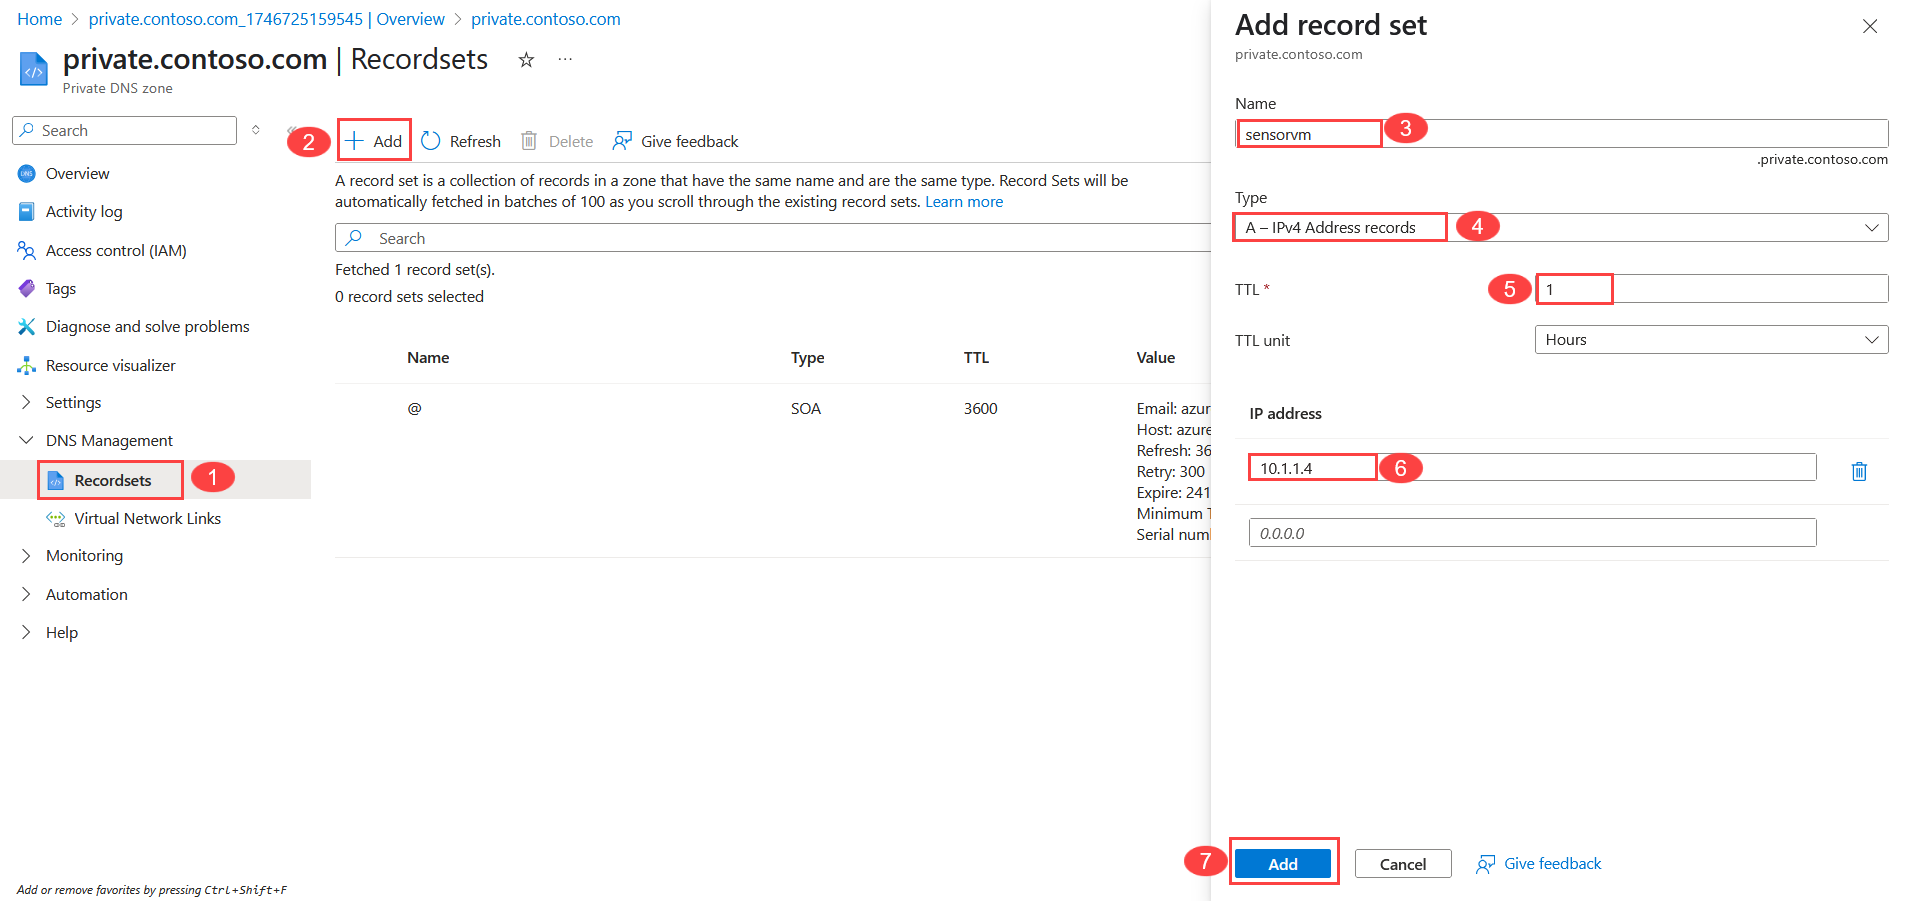 Home > private.contoso.com_1746725159545 | Overview > private.contoso.com
private.contoso.com | Recordsets
Private DNS zone
Search
Overview
Activity log
Access control (IAM)
Tags
Diagnose and solve problems
Resource visualizer
Settings
DNS Management
Recordsets
1
Virtual Network Links
Monitoring
Automation
Help
Add or remove favorites by pressing Ctrl+Shift+F
2
Add
Refresh
Delete
Give feedback
A record set is a collection of records in a zone that have the same name and are the same type. Record Sets will be
automatically fetched in batches of 100 as you scroll through the existing record sets. Learn more
Search
Fetched 1 record set(s).
0 record sets selected
Name Type TTL Value
@ SOA 3600 Email: azur
Host: azure
Refresh: 36
Retry: 300
Expire: 241
Minimum T
Serial num
Add record set
private.contoso.com
Name
sensorvm
3
.private.contoso.com
Type
A – IPv4 Address records
4
TTL *
5
1
TTL unit
Hours
IP address
10.1.1.4
6
0.0.0.0
7
Add
Cancel
Give feedback